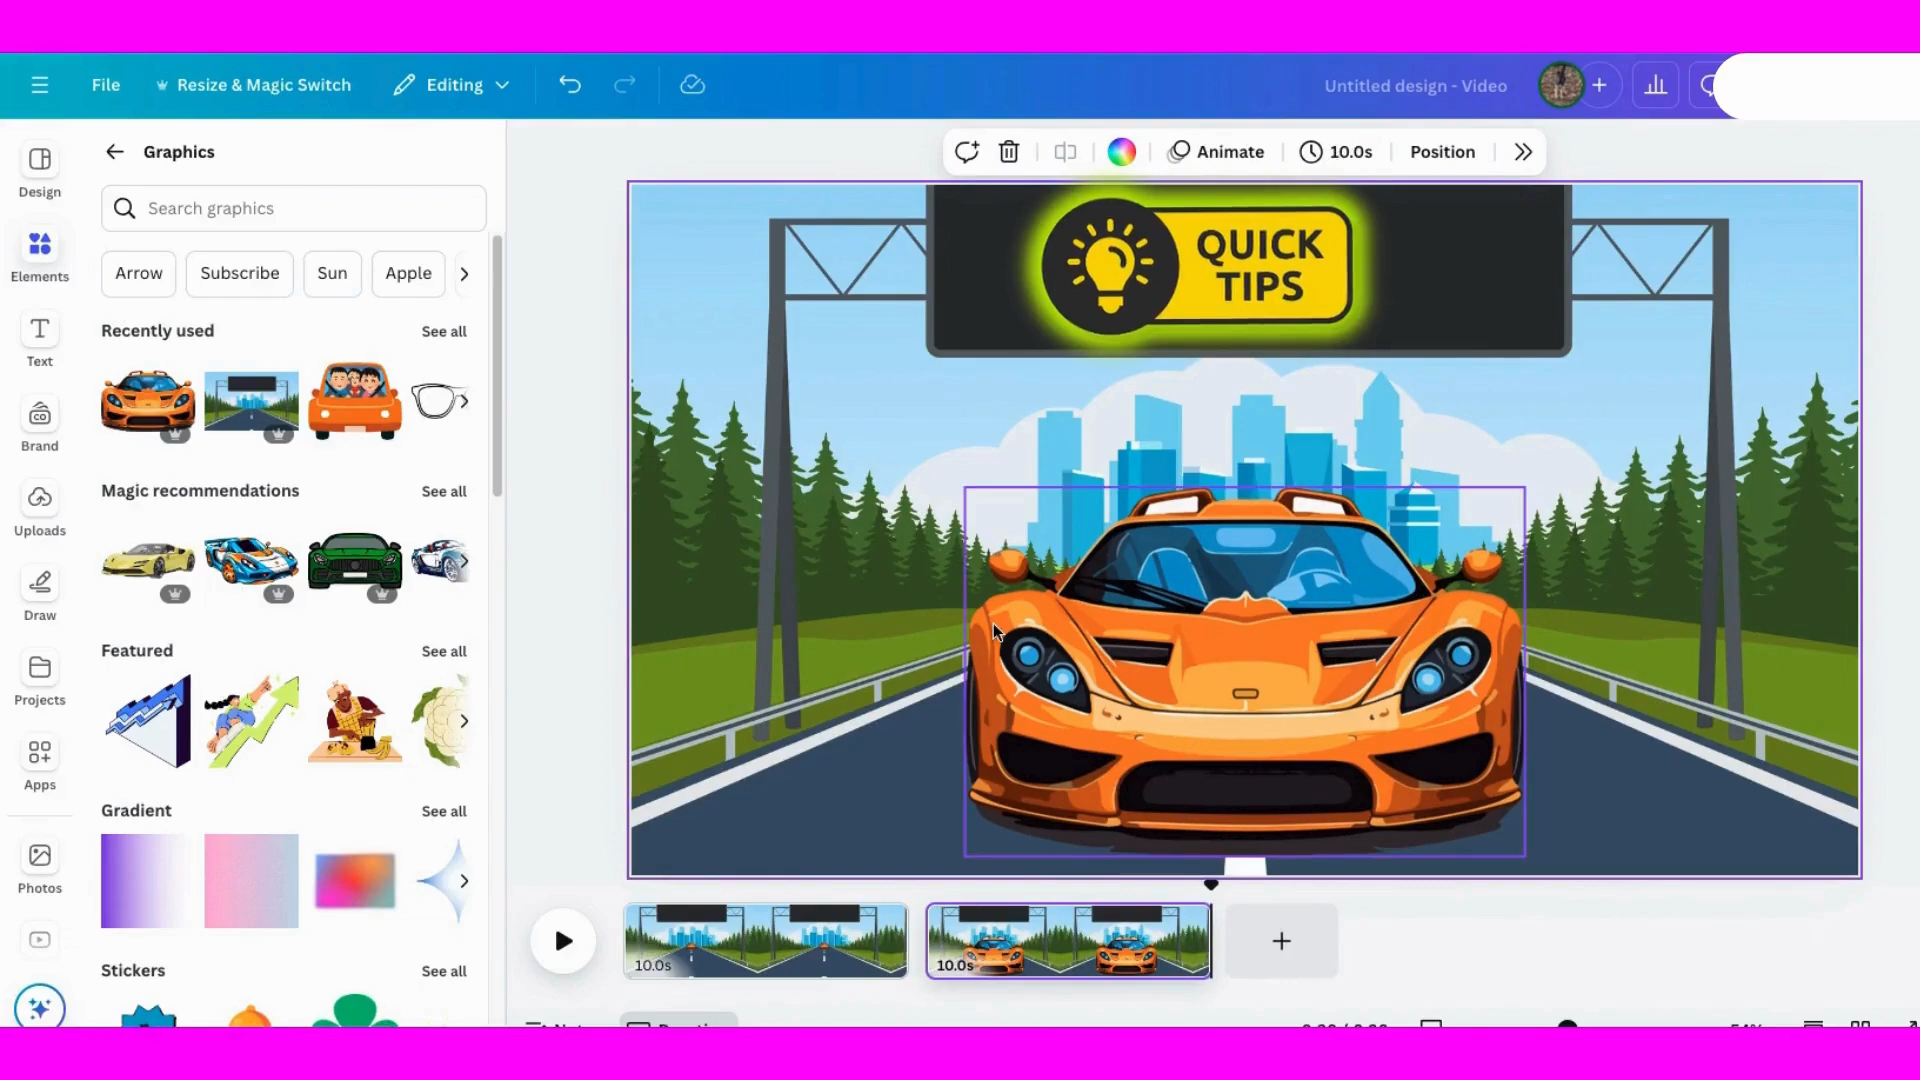 File
Resize & Magic Switch
Editing
Untitled design - Video
Design
Elements
Text
Brand
Uploads
Draw
Projects
Apps
Photos
Graphics
Search graphics
Arrow
Subscribe
Sun
Apple
Recently used
See all
Magic recommendations
See all
Featured
See all
Gradient
See all
Stickers
See all
Animate
10.0s
Position
QUICK
TIPS
10.0s
10.0s